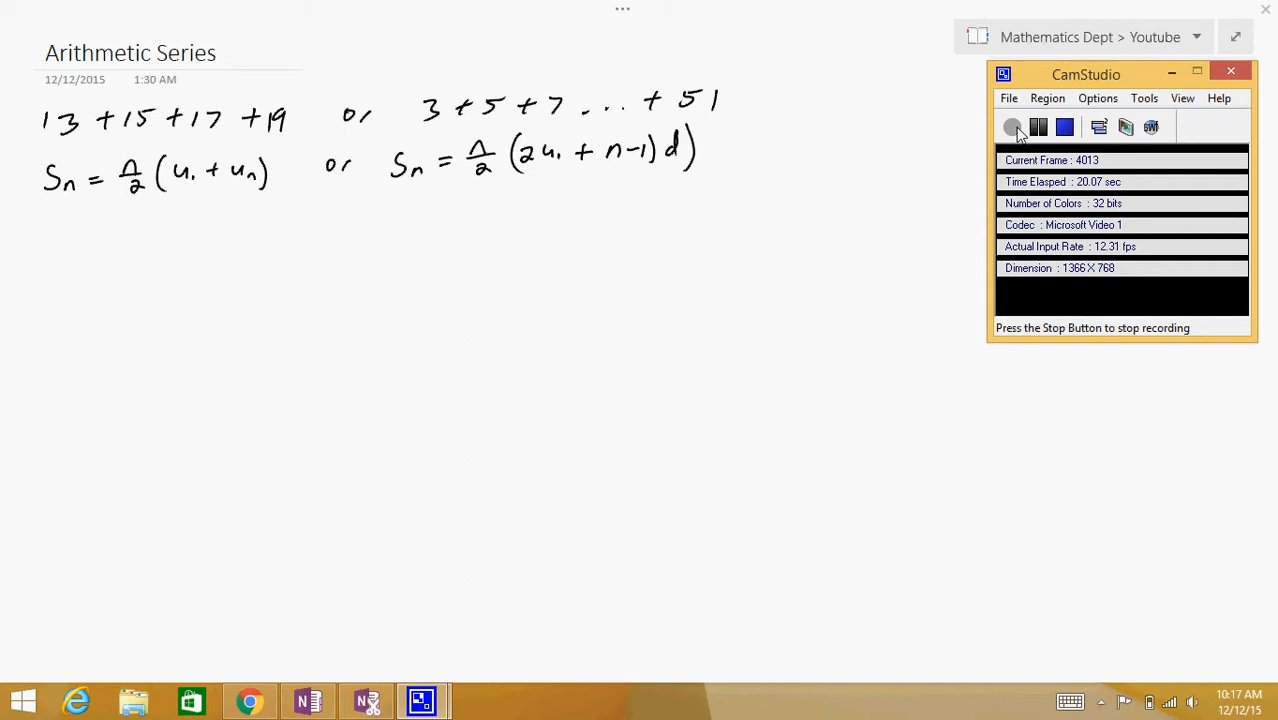 ...
Arithmetic Series
12/12/2015 1:30 AM
13 + 15 + 17 + 19 or 3 + 5 + 7 ... + 51
Sn = n/2 (u1 + un) or Sn = n/2 (2u1 + n-1) d)
Mathematics Dept > Youtube
CamStudio
File Region Options Tools View Help
Current Frame : 4013
Time Elasped : 20.07 sec
Number of Colors : 32 bits
Codec : Microsoft Video 1
Actual Input Rate : 12.31 fps
Dimension : 1366 X 768
Press the Stop Button to stop recording
10:17 AM
12/12/15